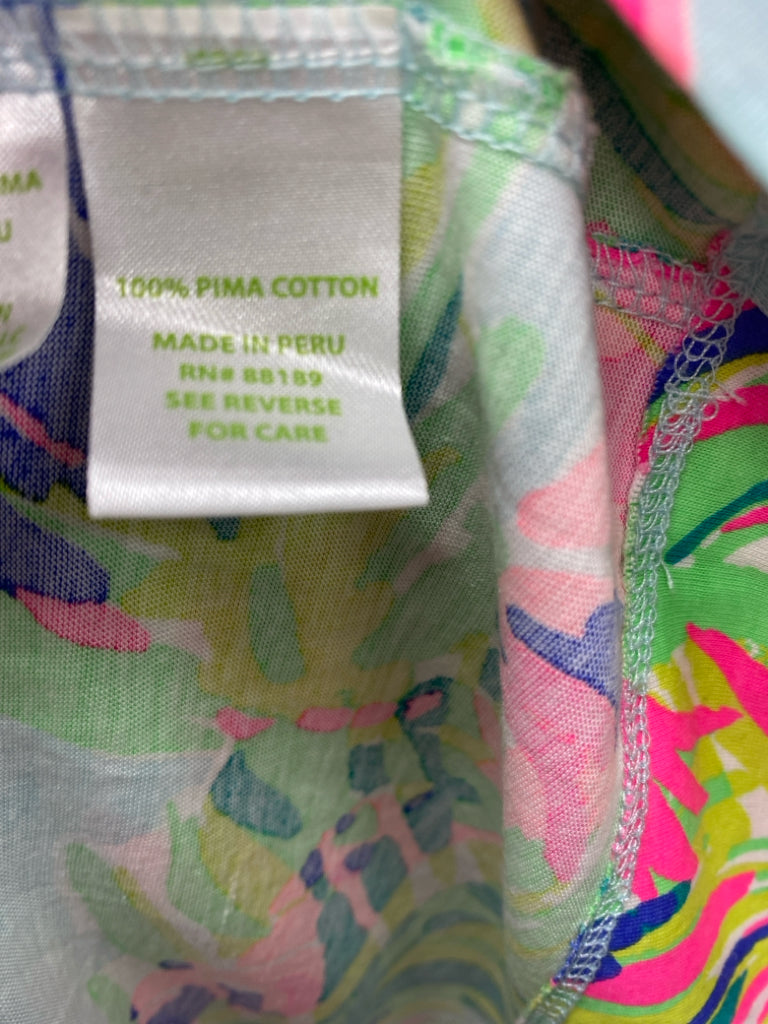 100% PIMA COTTON
MADE IN PERU
RN# 88189
SEE REVERSE
FOR CARE